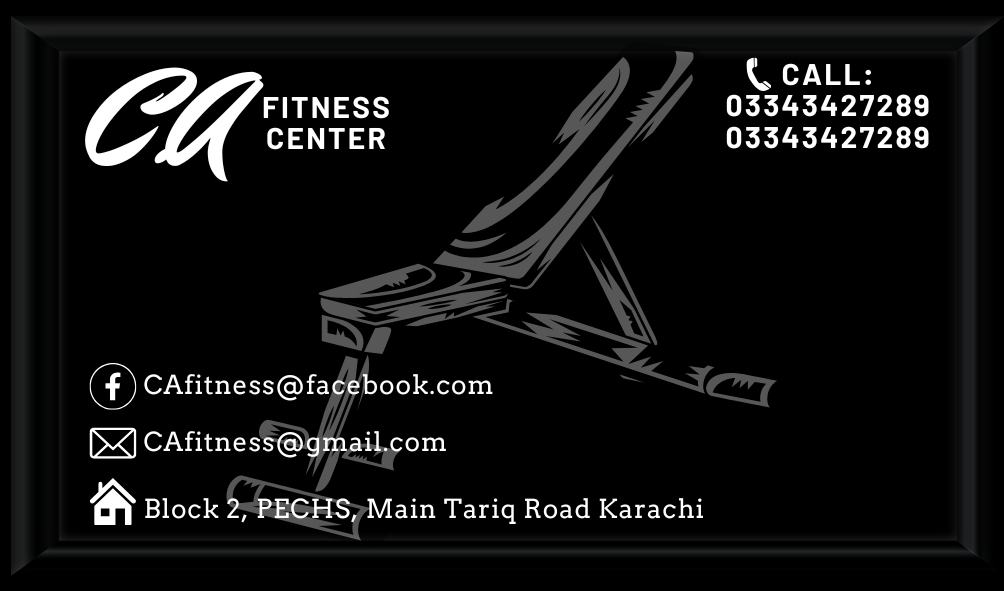 CA
FITNESS
CENTER
CALL:
03343427289
03343427289
CAfitness@facebook.com
CAfitness@gmail.com
Block 2, PECHS, Main Tariq Road Karachi